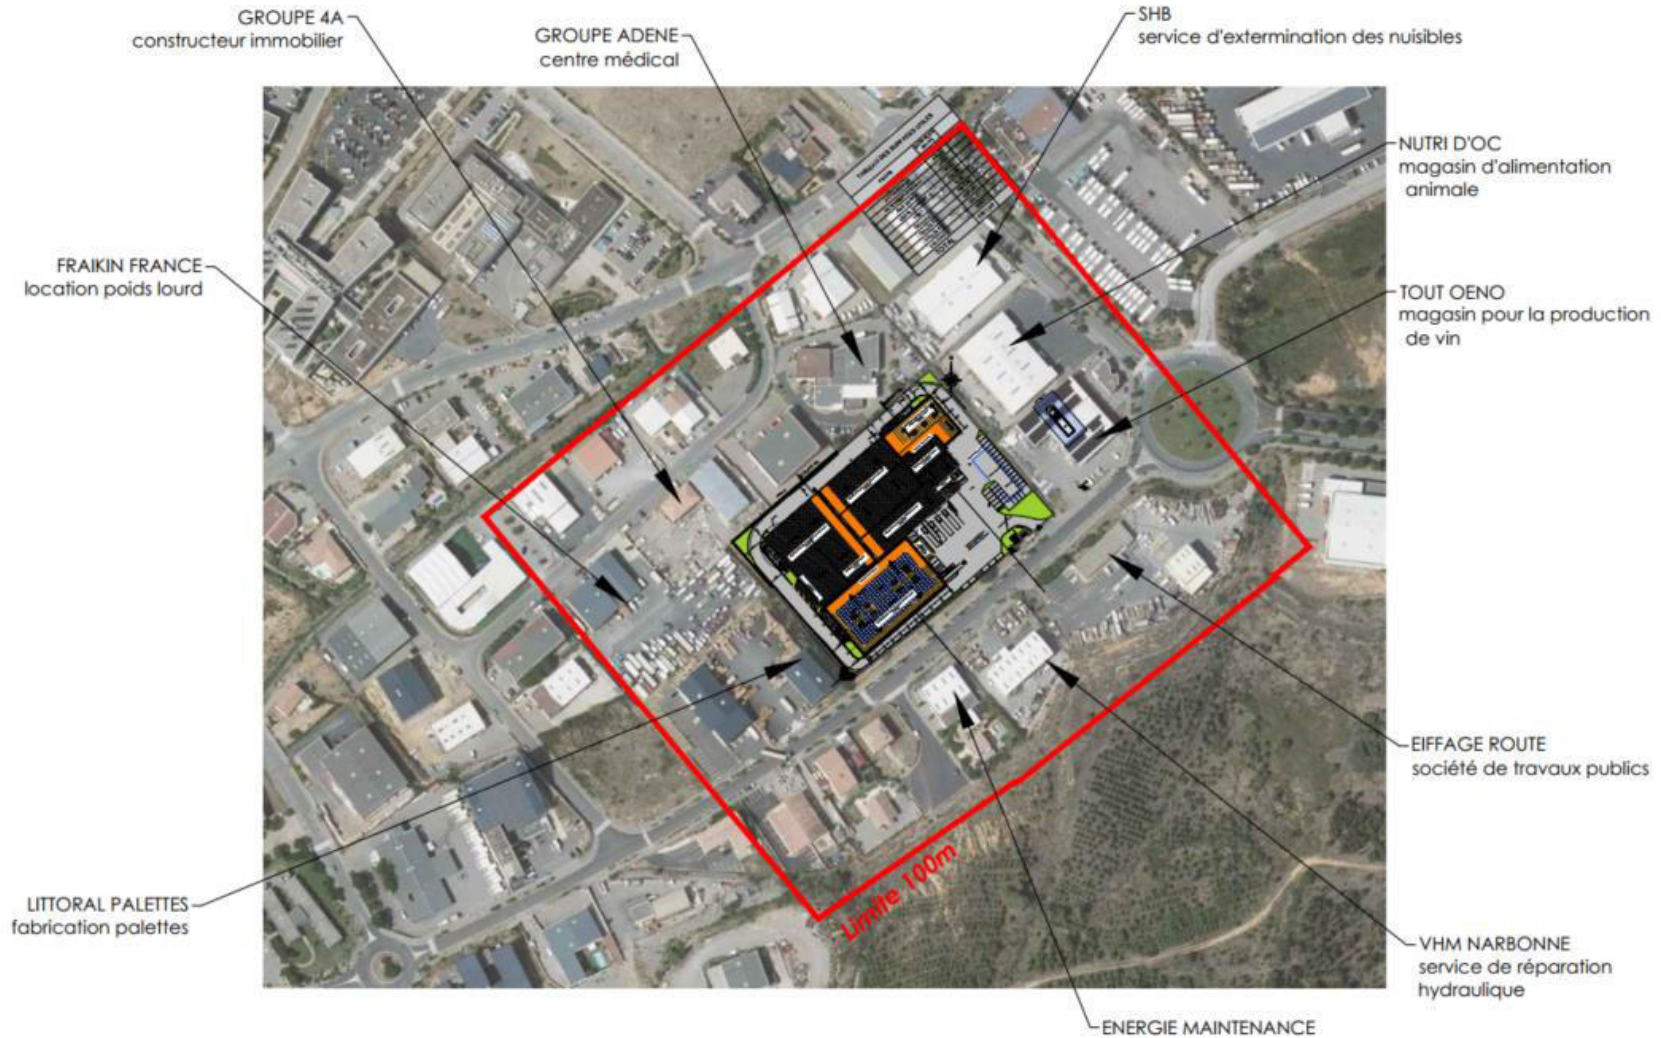 GROUPE 4A
constructeur immobilier
GROUPE ADENE
centre médical
SHB
service d'extermination des nuisibles
NUTRI D'OC
magasin d'alimentation
animale
FRAIKIN FRANCE
location poids lourd
TOUT OENO
magasin pour la production
de vin
EIFFAGE ROUTE
société de travaux publics
Limite 100m
LITTORAL PALETTES
fabrication palettes
VHM NARBONNE
service de réparation
hydraulique
ENERGIE MAINTENANCE